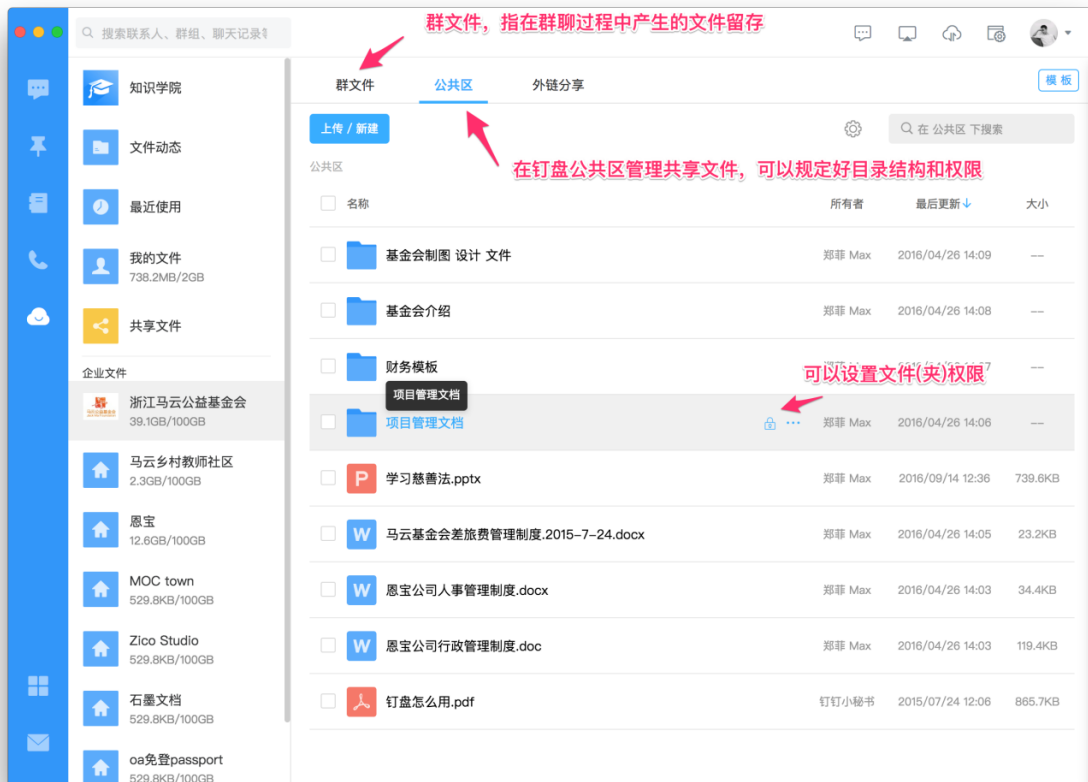 群文件，指在群聊过程中产生的文件留存
搜索联系人、群组、聊天记录等
群文件
公共区
外链分享
模 板
知识学院
文件动态
最近使用
我的文件
738.2MB/2GB
共享文件
企业文件
浙江马云公益基金会
39.1GB/100GB
马云乡村教师社区
2.3GB/100GB
恩宝
12.6GB/100GB
MOC town
529.8KB/100GB
Zico Studio
529.8KB/100GB
石墨文档
529.8KB/100GB
oa免登passport
529.8KB/100GB
上传 / 新建
在 公共区 下搜素
在钉盘公共区管理共享文件，可以规定好目录结构和权限
公共区
名称 所有者 最后更新↓ 大小
基金会制图 设计 文件 郑菲 Max 2016/04/26 14:09 --
基金会介绍 郑菲 Max 2016/04/26 14:08 --
财务模板 --
可以设置文件(夹)权限
项目管理文档
项目管理文档 郑菲 Max 2016/04/26 14:06 --
P 学习慈善法.pptx 郑菲 Max 2016/09/14 12:36 739.6KB
W 马云基金会差旅费管理制度.2015-7-24.docx 郑菲 Max 2016/04/26 14:05 23.2KB
W 恩宝公司人事管理制度.docx 郑菲 Max 2016/04/26 14:03 34.4KB
W 恩宝公司行政管理制度.doc 郑菲 Max 2016/04/26 14:03 119.4KB
钉盘怎么用.pdf 钉钉小秘书 2015/07/24 12:06 865.7KB